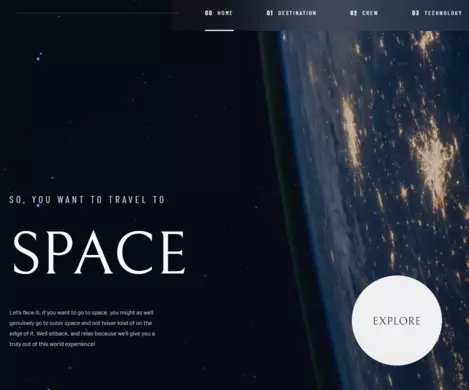 00 HOME 01 DESTINATION 02 CREW 03 TECHNOLOGY
SO, YOU WANT TO TRAVEL TO
SPACE
Let's face it; if you want to go to space, you might as well
genuinely go to outer space and not hover kind of on the
edge of it. Well sitback, and relax because we'll give you a
truly out of this world experience!
EXPLORE